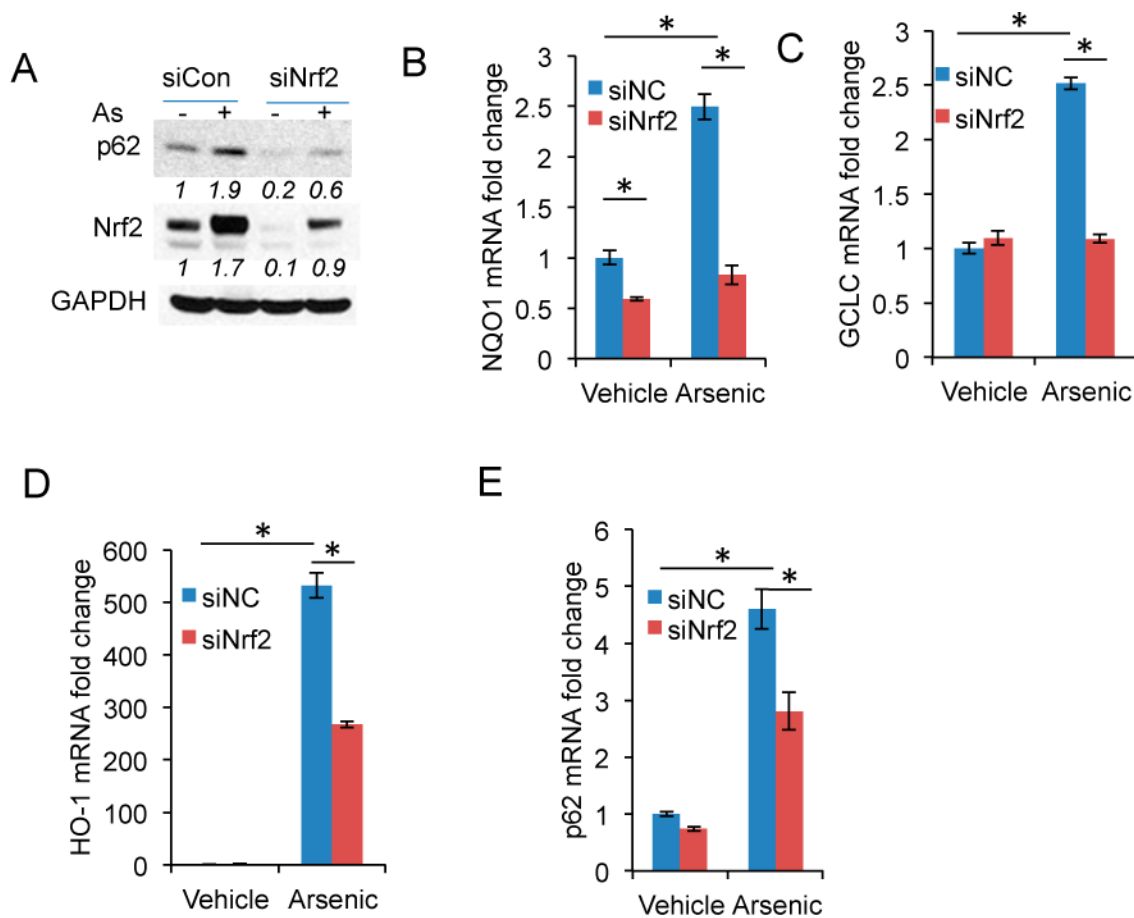 A
siCon siNrf2
As - + - +
p62
1 1.9 0.2 0.6
Nrf2
1 1.7 0.1 0.9
GAPDH
B
NQO1 mRNA fold change
3
2.5
2
1.5
1
0.5
0
siNC
siNrf2
*
*
*
Vehicle Arsenic
C
GCLC mRNA fold change
3
2.5
2
1.5
1
0.5
0
siNC
siNrf2
*
*
Vehicle Arsenic
D
HO-1 mRNA fold change
600
500
400
300
200
100
0
siNC
siNrf2
*
*
Vehicle Arsenic
E
p62 mRNA fold change
6
5
4
3
2
1
0
siNC
siNrf2
*
*
Vehicle Arsenic